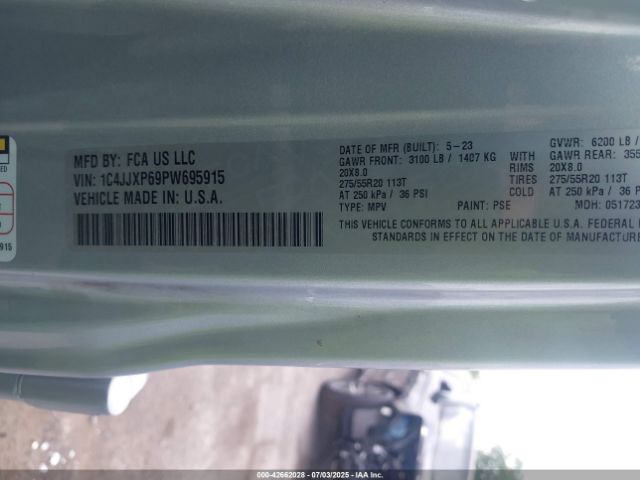 MFD BY: FCA US LLC
VIN: 1C4JJXP69PW695915
VEHICLE MADE IN: U.S.A.
DATE OF MFR (BUILT): 5-23
GVWR: 6200 LB /
GAWR FRONT: 3100 LB / 1407 KG
WITH
GAWR REAR: 355
20X8.0
RIMS
20X8.0
275/55R20 113T
TIRES
275/55R20 113T
AT 250 kPa / 36 PSI
COLD
AT 250 kPa / 36
TYPE: MPV
PAINT: PSE
MDH: 051723
THIS VEHICLE CONFORMS TO ALL APPLICABLE U.S.A. FEDERAL
STANDARDS IN EFFECT ON THE DATE OF MANUFACTURE
915
000-42662028 - 07/03/2025 - IAAI.COM